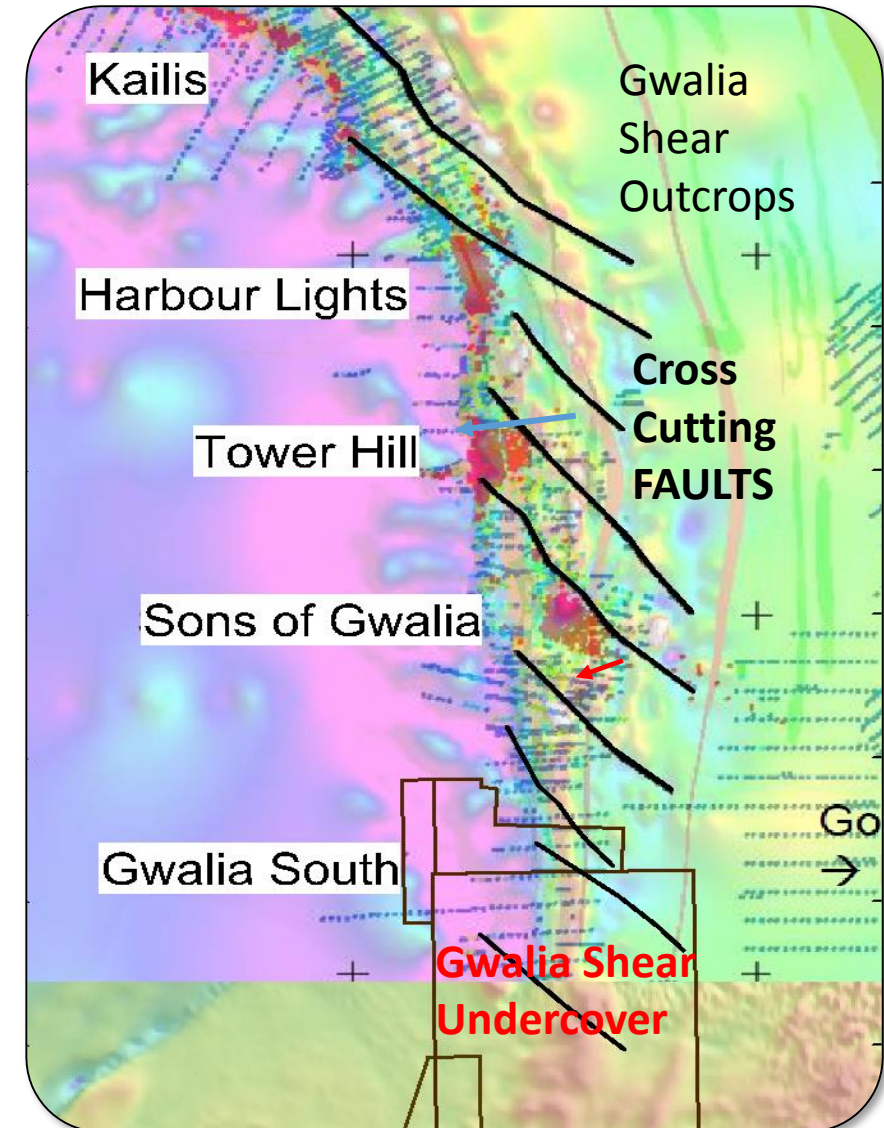 Kailis
Gwalia
Shear
Outcrops
Harbour Lights
Cross
Cutting
FAULTS
Tower Hill
Sons of Gwalia
Go
→
Gwalia South
Gwalia Shear
Undercover